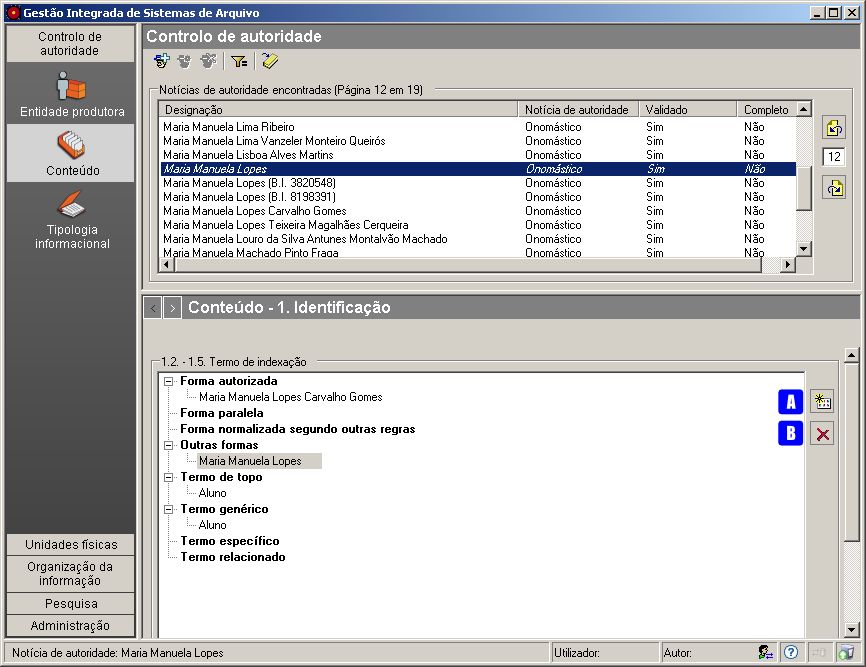 Gestão Integrada de Sistemas de Arquivo
Controlo de
autoridade
Entidade produtora
Conteúdo
Tipologia
informacional
Unidades físicas
Organização da
informação
Pesquisa
Administração
Controlo de autoridade
Notícias de autoridade encontradas (Página 12 em 19)
Designação Notícia de autoridade Validado Completo
Maria Manuela Lima Ribeiro Onomástico Sim Não
Maria Manuela Lima Vanzeler Monteiro Queirós Onomástico Sim Não
Maria Manuela Lisboa Alves Martins Onomástico Sim Não
Maria Manuela Lopes Onomástico Sim Não
Maria Manuela Lopes (B.I. 3820548) Onomástico Sim Não
Maria Manuela Lopes (B.I. 8198391) Onomástico Sim Não
Maria Manuela Lopes Carvalho Gomes Onomástico Sim Não
Maria Manuela Lopes Teixeira Magalhães Cerqueira Onomástico Sim Não
Maria Manuela Louro da Silva Antunes Montalvão Machado Onomástico Sim Não
Maria Manuela Machado Pinto Fraga Onomástico Sim Não
12
< > Conteúdo - 1. Identificação
1.2. - 1.5. Termo de indexação
Forma autorizada
Maria Manuela Lopes Carvalho Gomes
A
Forma paralela
Forma normalizada segundo outras regras
B
Outras formas
Maria Manuela Lopes
Termo de topo
Aluno
Termo genérico
Aluno
Termo específico
Termo relacionado
Notícia de autoridade: Maria Manuela Lopes Utilizador: Autor: